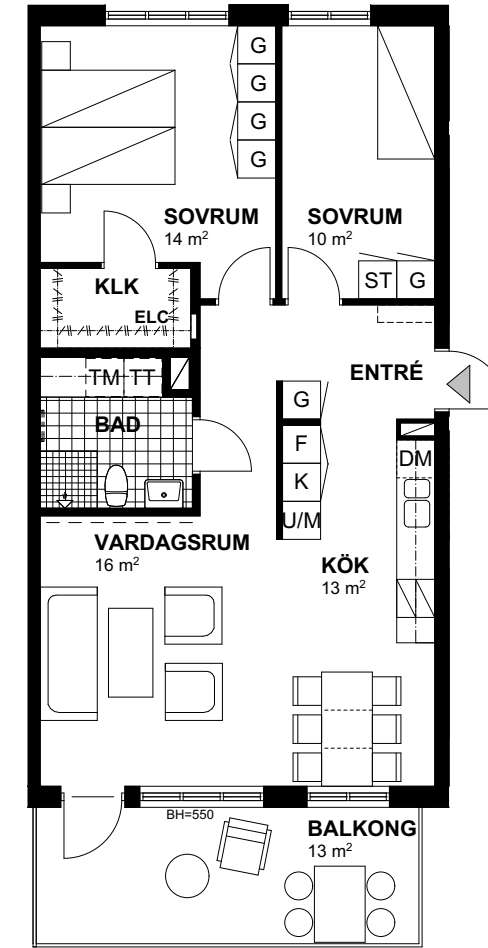 G
G
G
G
SOVRUM
14 m²
SOVRUM
10 m²
ST G
KLK
ELC
ENTRÉ
TM TT
G
BAD
F
DM
K
U/M
VARDAGSRUM
16 m²
KÖK
13 m²
BH=550
BALKONG
13 m²